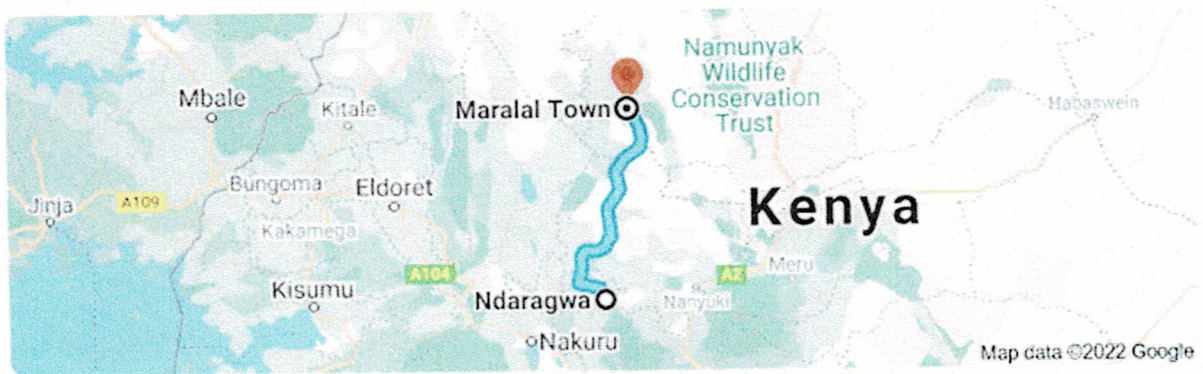 Namunyak
Wildlife
Conservation
Trust
Mbale
Kitale
Maralal Town
Habaswein
Bungoma
Eldoret
Jinja
A109
Kakamega
Kenya
Kisumu
A104
Ndaragwa
A2
Meru
Nanyuki
Nakuru
Map data ©2022 Google